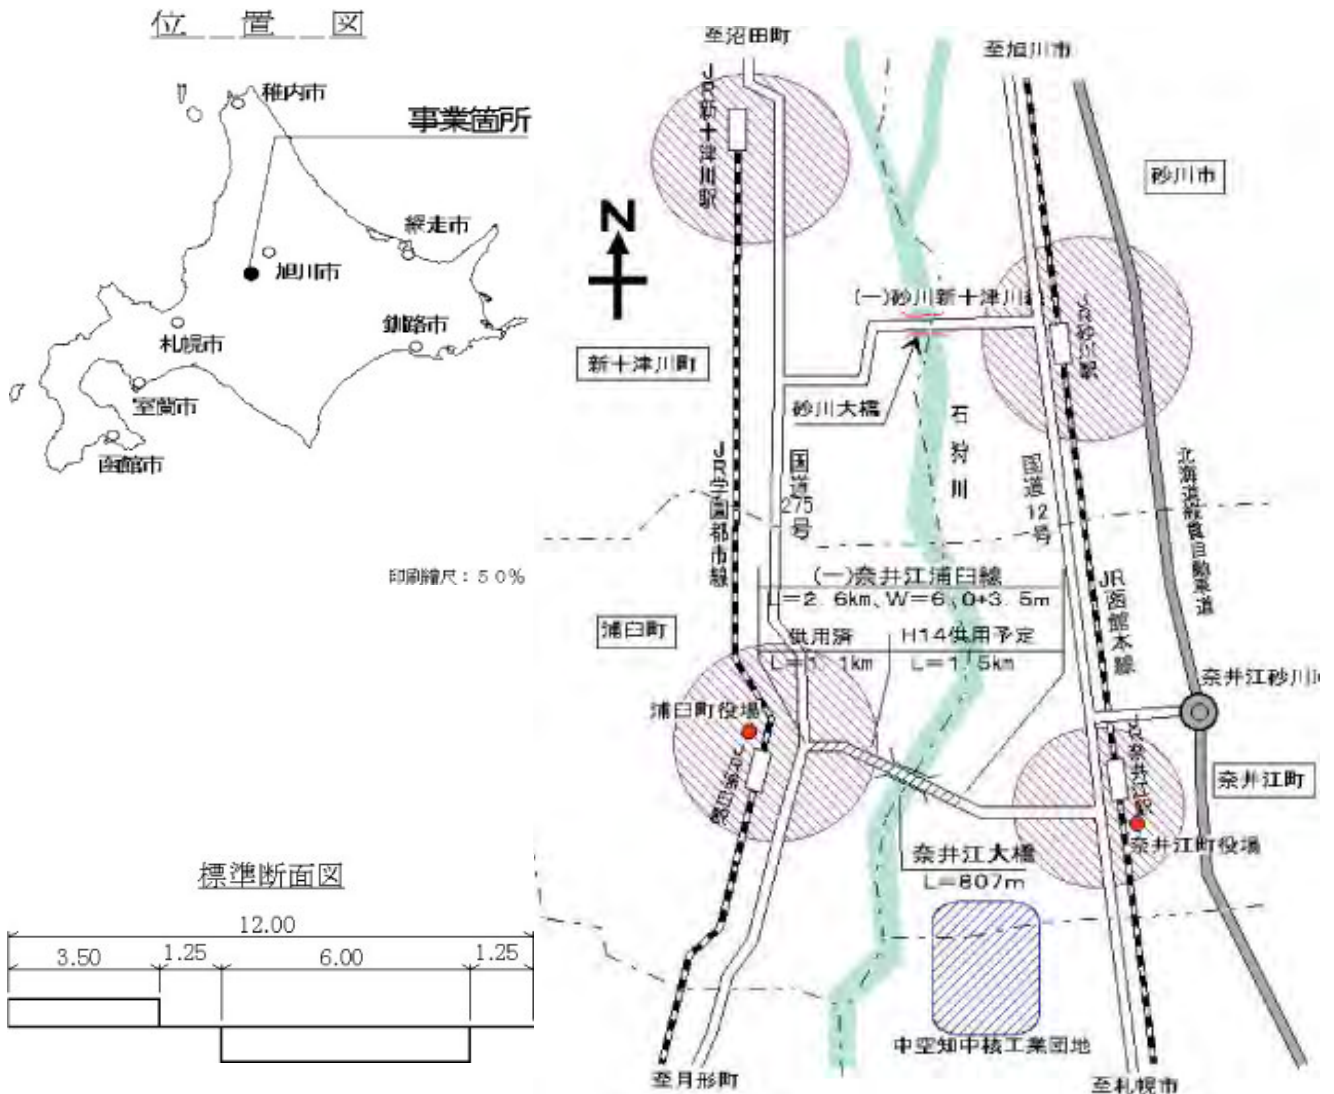 位 置 図
稚内市
事業箇所
網走市
旭川市
釧路市
札幌市
室蘭市
函館市
印刷縮尺:50%
標準断面図
12.00
3.50
1.25
6.00
1.25
至沼田町
至旭川市
JR新十津川駅
砂川市
N
(一)砂川新十津川
JR砂川駅
新十津川町
砂川大橋
石狩川
JR学園都市線
国道275号
国道12号
北海道縦貫自動車道
(一)奈井江浦臼線
L=2.6km、W=6.0+3.5m
JR函館本線
浦臼町
供用済
H14供用予定
L=1.1km
L=1.5km
奈井江砂川IC
浦臼町役場
JR浦臼駅
JR奈井江駅
奈井江町
奈井江町役場
奈井江大橋
L=807m
中空知中核工業団地
至月形町
至札幌市